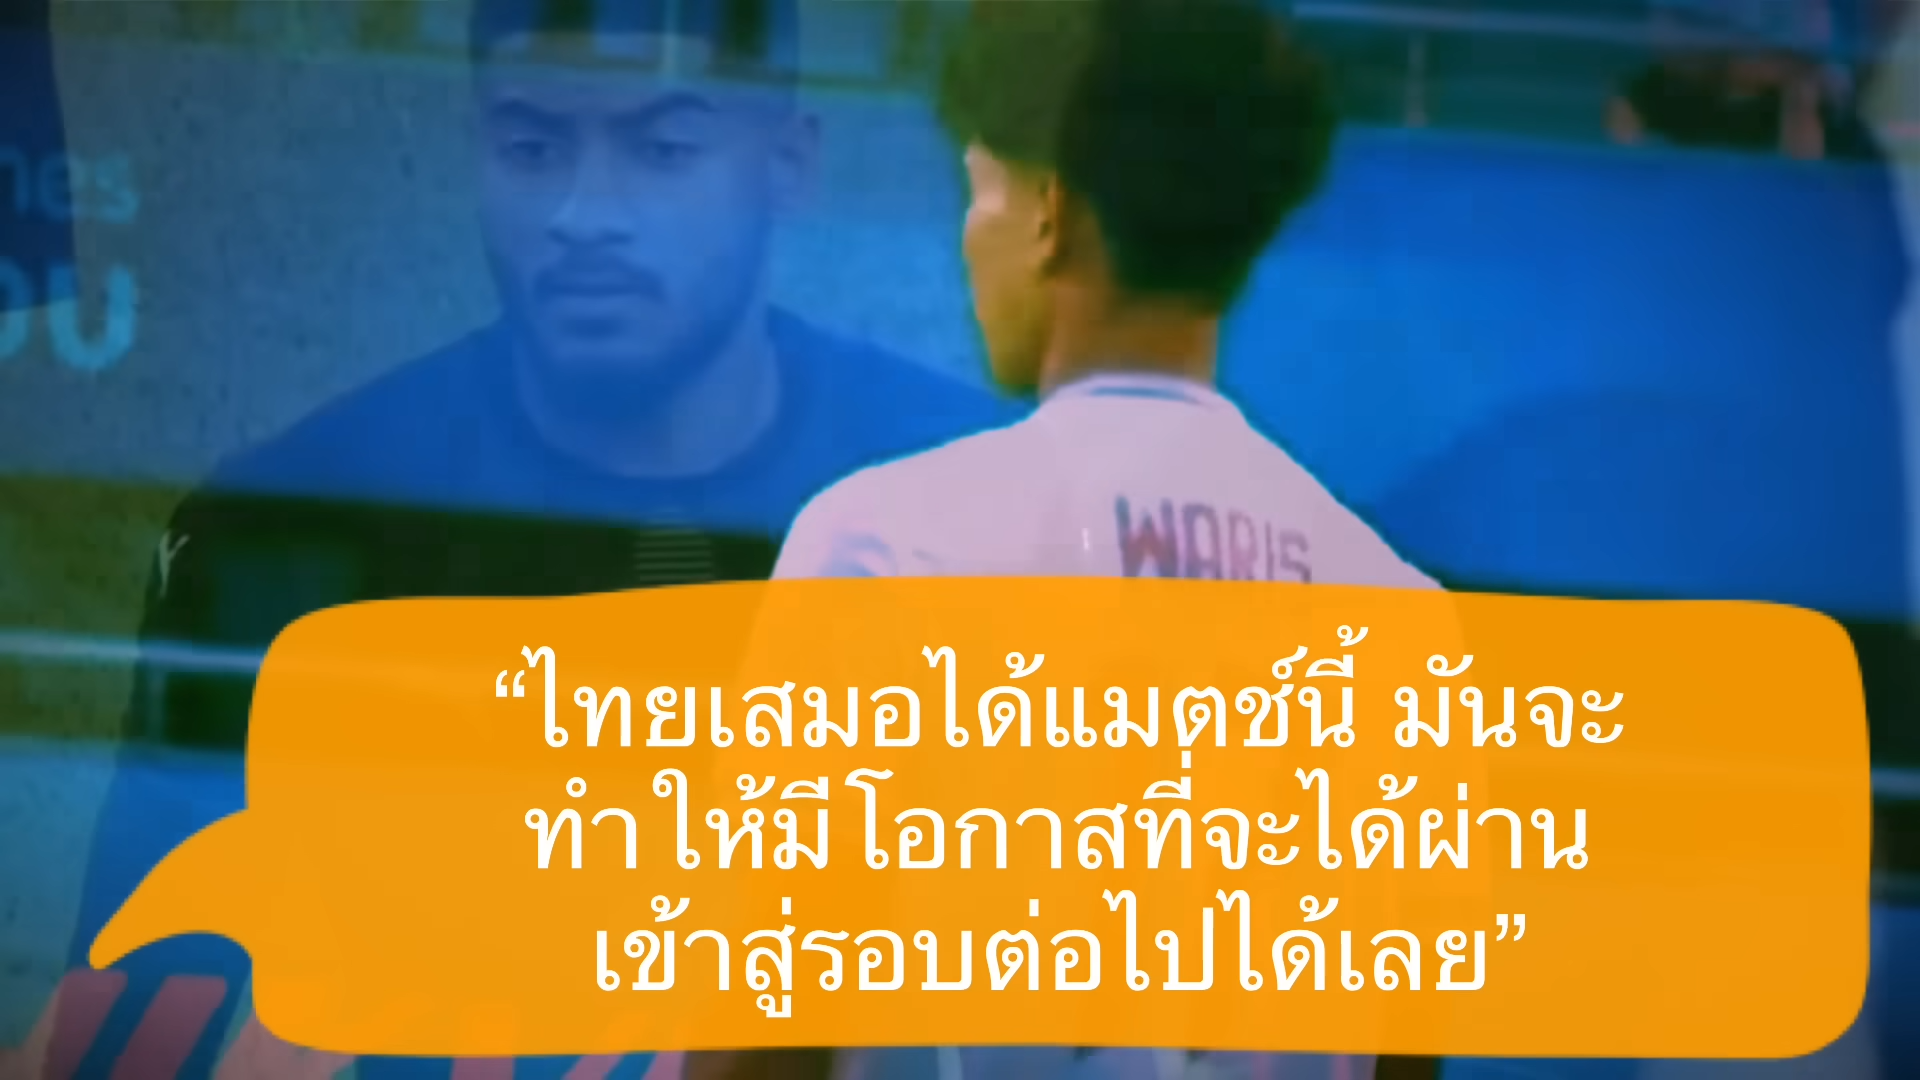 nes
ou
WARIS
“ไทยเสมอได้แมตช์นี้ มันจะ
ทำให้มีโอกาสที่จะได้ผ่าน
เข้าสู่รอบต่อไปได้เลย”